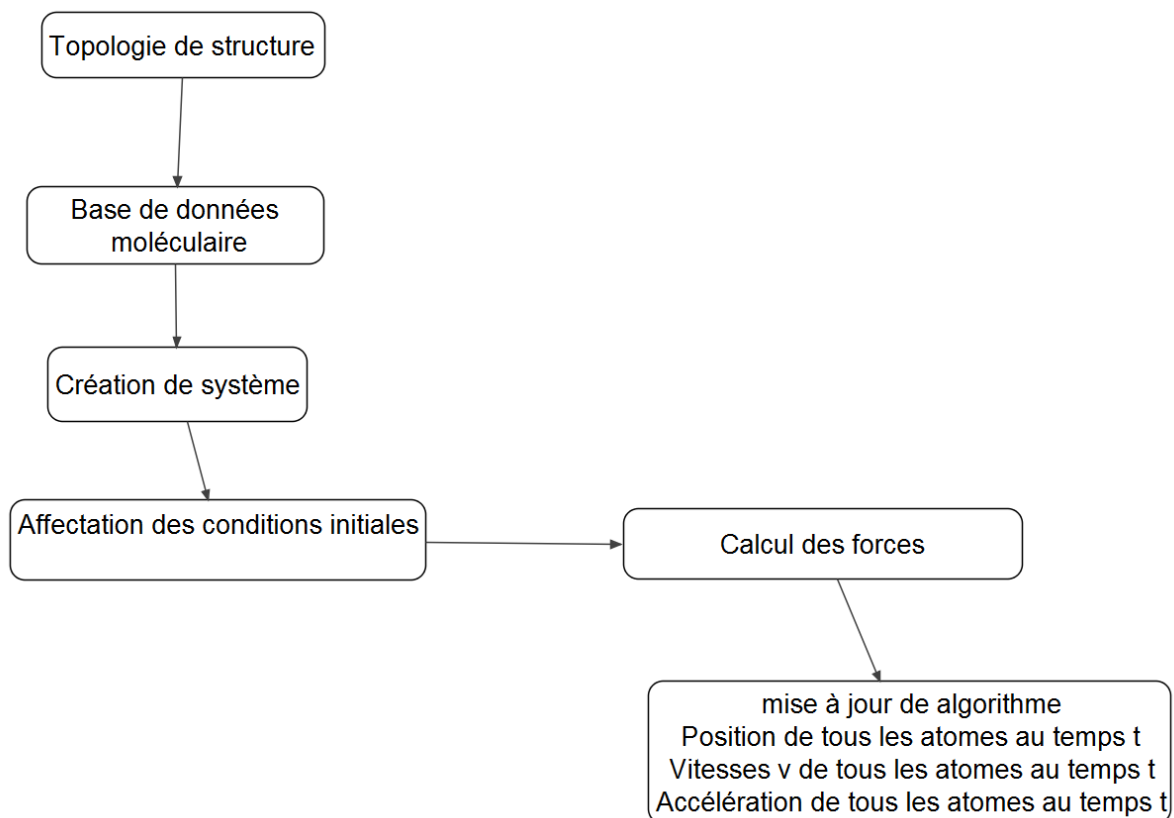 Topologie de structure
Base de données
moléculaire
Création de système
Affectation des conditions initiales
Calcul des forces
mise à jour de algorithme
Position de tous les atomes au temps t
Vitesses v de tous les atomes au temps t
Accélération de tous les atomes au temps t